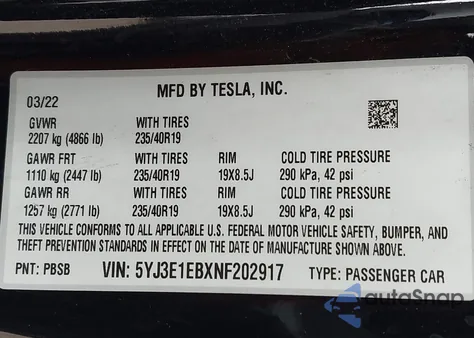 MFD BY TESLA, INC.
03/22
GVWR WITH TIRES
2207 kg (4866 lb) 235/40R19
GAWR FRT WITH TIRES RIM COLD TIRE PRESSURE
1110 kg (2447 lb) 235/40R19 19X8.5J 290 kPa, 42 psi
GAWR RR WITH TIRES RIM COLD TIRE PRESSURE
1257 kg (2771 lb) 235/40R19 19X8.5J 290 kPa, 42 psi
THIS VEHICLE CONFORMS TO ALL APPLICABLE U.S. FEDERAL MOTOR VEHICLE SAFETY, BUMPER, AND
THEFT PREVENTION STANDARDS IN EFFECT ON THE DATE OF MANUFACTURE SHOWN ABOVE.
PNT: PBSB VIN: 5YJ3E1EBXNF202917 TYPE: PASSENGER CAR
autoSnap